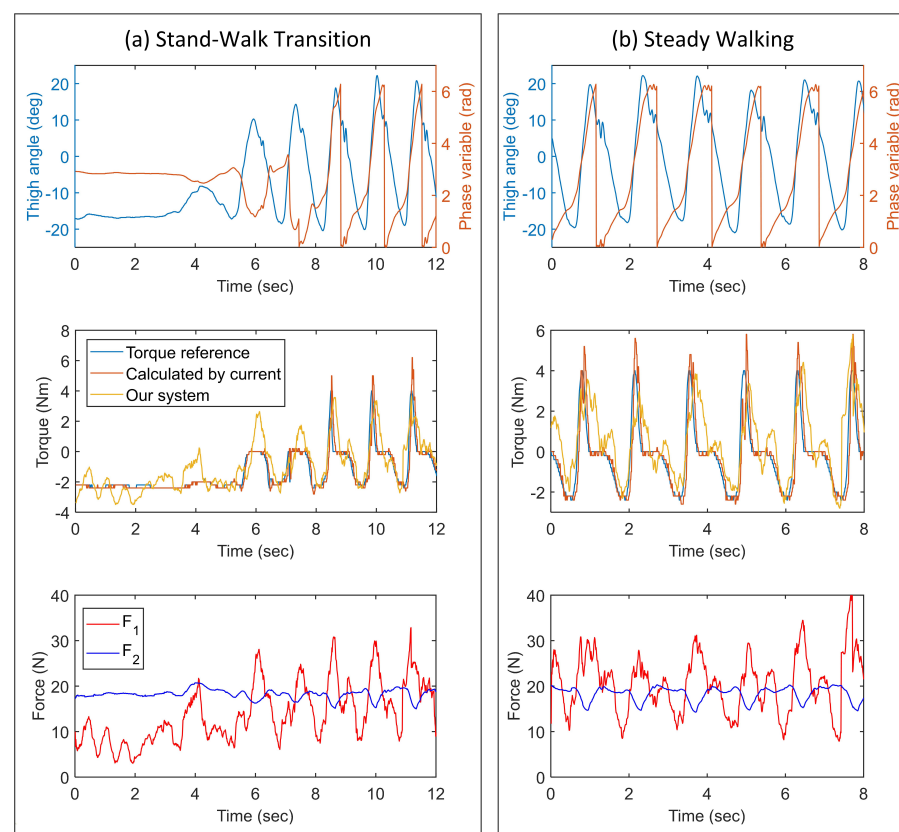 (a) Stand-Walk Transition
20
10
0
-10
-20
Thigh angle (deg)
6
4
2
0
Phase variable (rad)
0 2 4 6 8 10 12
Time (sec)
8
6
4
2
0
-2
-4
Torque (Nm)
Torque reference
Calculated by current
Our system
0 2 4 6 8 10 12
Time (sec)
40
30
20
10
0
Force (N)
F1
F2
0 2 4 6 8 10 12
Time (sec)
(b) Steady Walking
20
10
0
-10
-20
Thigh angle (deg)
6
4
2
0
Phase variable (rad)
0 2 4 6 8
Time (sec)
6
4
2
0
-2
Torque (Nm)
0 2 4 6 8
Time (sec)
40
30
20
10
0
Force (N)
0 2 4 6 8
Time (sec)